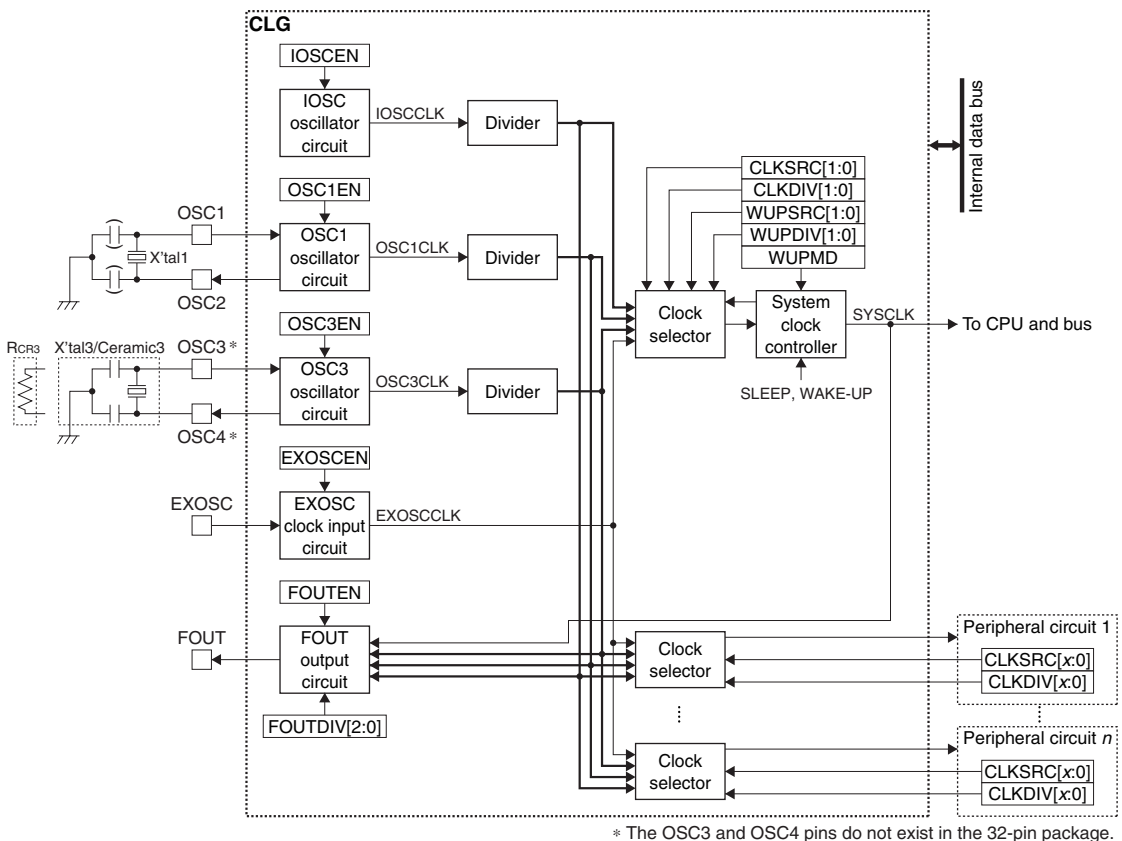 CLG
IOSCEN
IOSC
oscillator
circuit
IOSCCLK
Divider
Internal data bus
CLKSRC[1:0]
CLKDIV[1:0]
WUPSRC[1:0]
WUPDIV[1:0]
WUPMD
OSC1EN
OSC1
X'tal1
OSC2
OSC1
oscillator
circuit
OSC1CLK
Divider
Clock
selector
System
clock
controller
SYSCLK
To CPU and bus
SLEEP, WAKE-UP
OSC3EN
RCR3
X'tal3/Ceramic3
OSC3*
OSC4*
OSC3
oscillator
circuit
OSC3CLK
Divider
EXOSCEN
EXOSC
EXOSC
clock input
circuit
EXOSCCLK
FOUTEN
FOUT
FOUT
output
circuit
FOUTDIV[2:0]
Clock
selector
Peripheral circuit 1
CLKSRC[x:0]
CLKDIV[x:0]
Clock
selector
Peripheral circuit n
CLKSRC[x:0]
CLKDIV[x:0]
* The OSC3 and OSC4 pins do not exist in the 32-pin package.